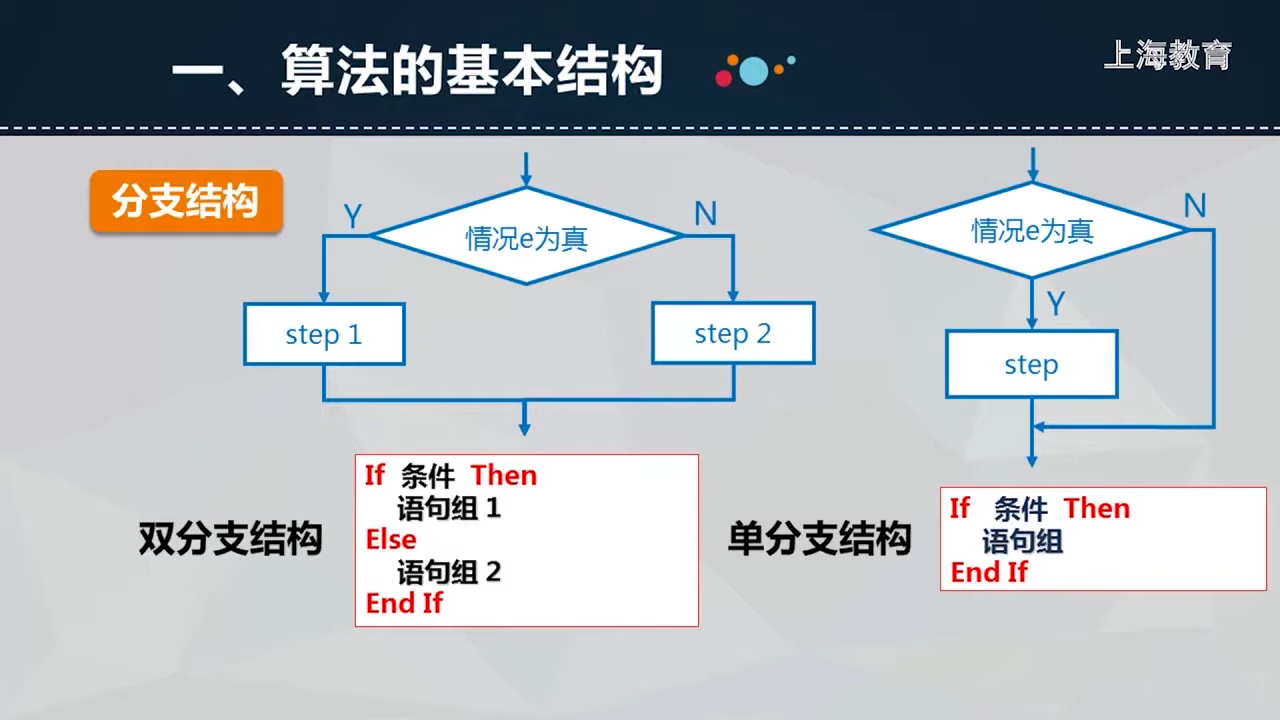 一、算法的基本结构
上海教育
分支结构
Y
情况e为真
N
step 1
step 2
情况e为真
N
Y
step
双分支结构
If 条件 Then
语句组 1
Else
语句组 2
End If
单分支结构
If 条件 Then
语句组
End If